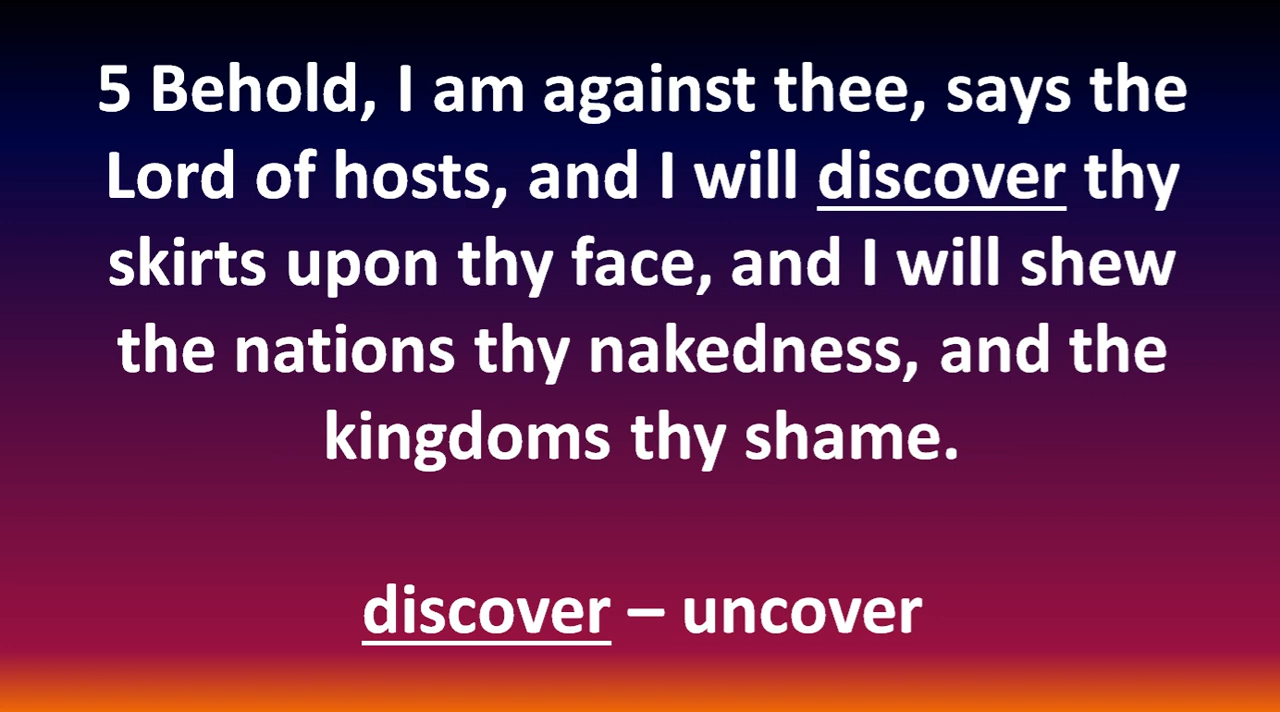 5 Behold, I am against thee, says the
Lord of hosts, and I will discover thy
skirts upon thy face, and I will shew
the nations thy nakedness, and the
kingdoms thy shame.
discover – uncover